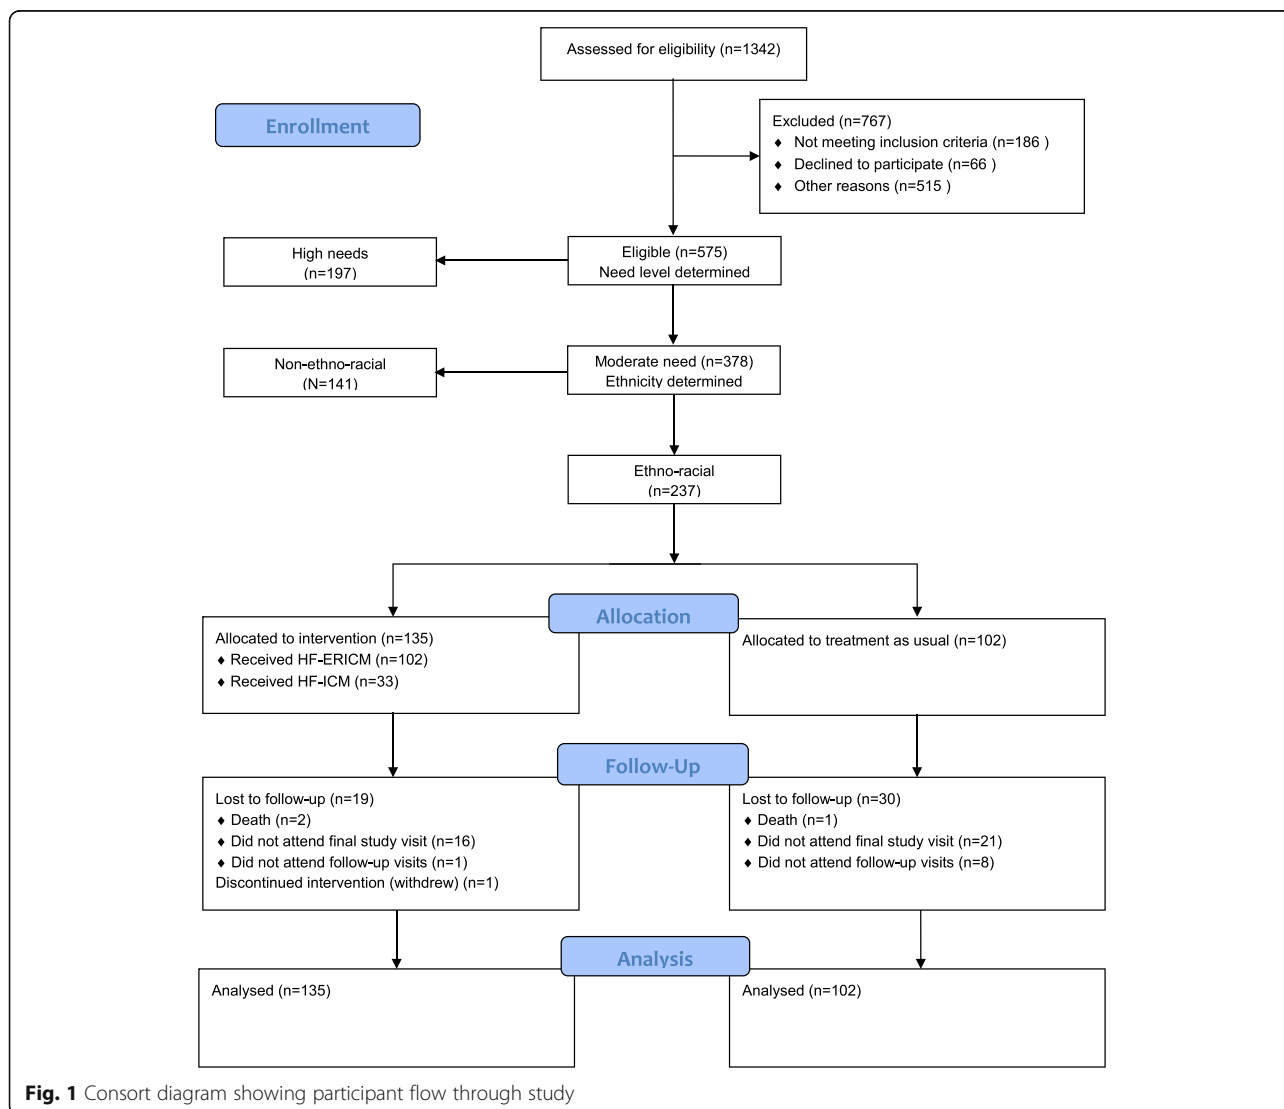 Assessed for eligibility (n=1342)
Enrollment
Excluded (n=767)
♦ Not meeting inclusion criteria (n=186 )
♦ Declined to participate (n=66 )
♦ Other reasons (n=515 )
High needs
(n=197)
Eligible (n=575)
Need level determined
Non-ethno-racial
(N=141)
Moderate need (n=378)
Ethnicity determined
Ethno-racial
(n=237)
Allocation
Allocated to intervention (n=135)
♦ Received HF-ERICM (n=102)
♦ Received HF-ICM (n=33)
Allocated to treatment as usual (n=102)
Follow-Up
Lost to follow-up (n=19)
♦ Death (n=2)
♦ Did not attend final study visit (n=16)
♦ Did not attend follow-up visits (n=1)
Discontinued intervention (withdrew) (n=1)
Lost to follow-up (n=30)
♦ Death (n=1)
♦ Did not attend final study visit (n=21)
♦ Did not attend follow-up visits (n=8)
Analysis
Analysed (n=135)
Analysed (n=102)
Fig. 1 Consort diagram showing participant flow through study